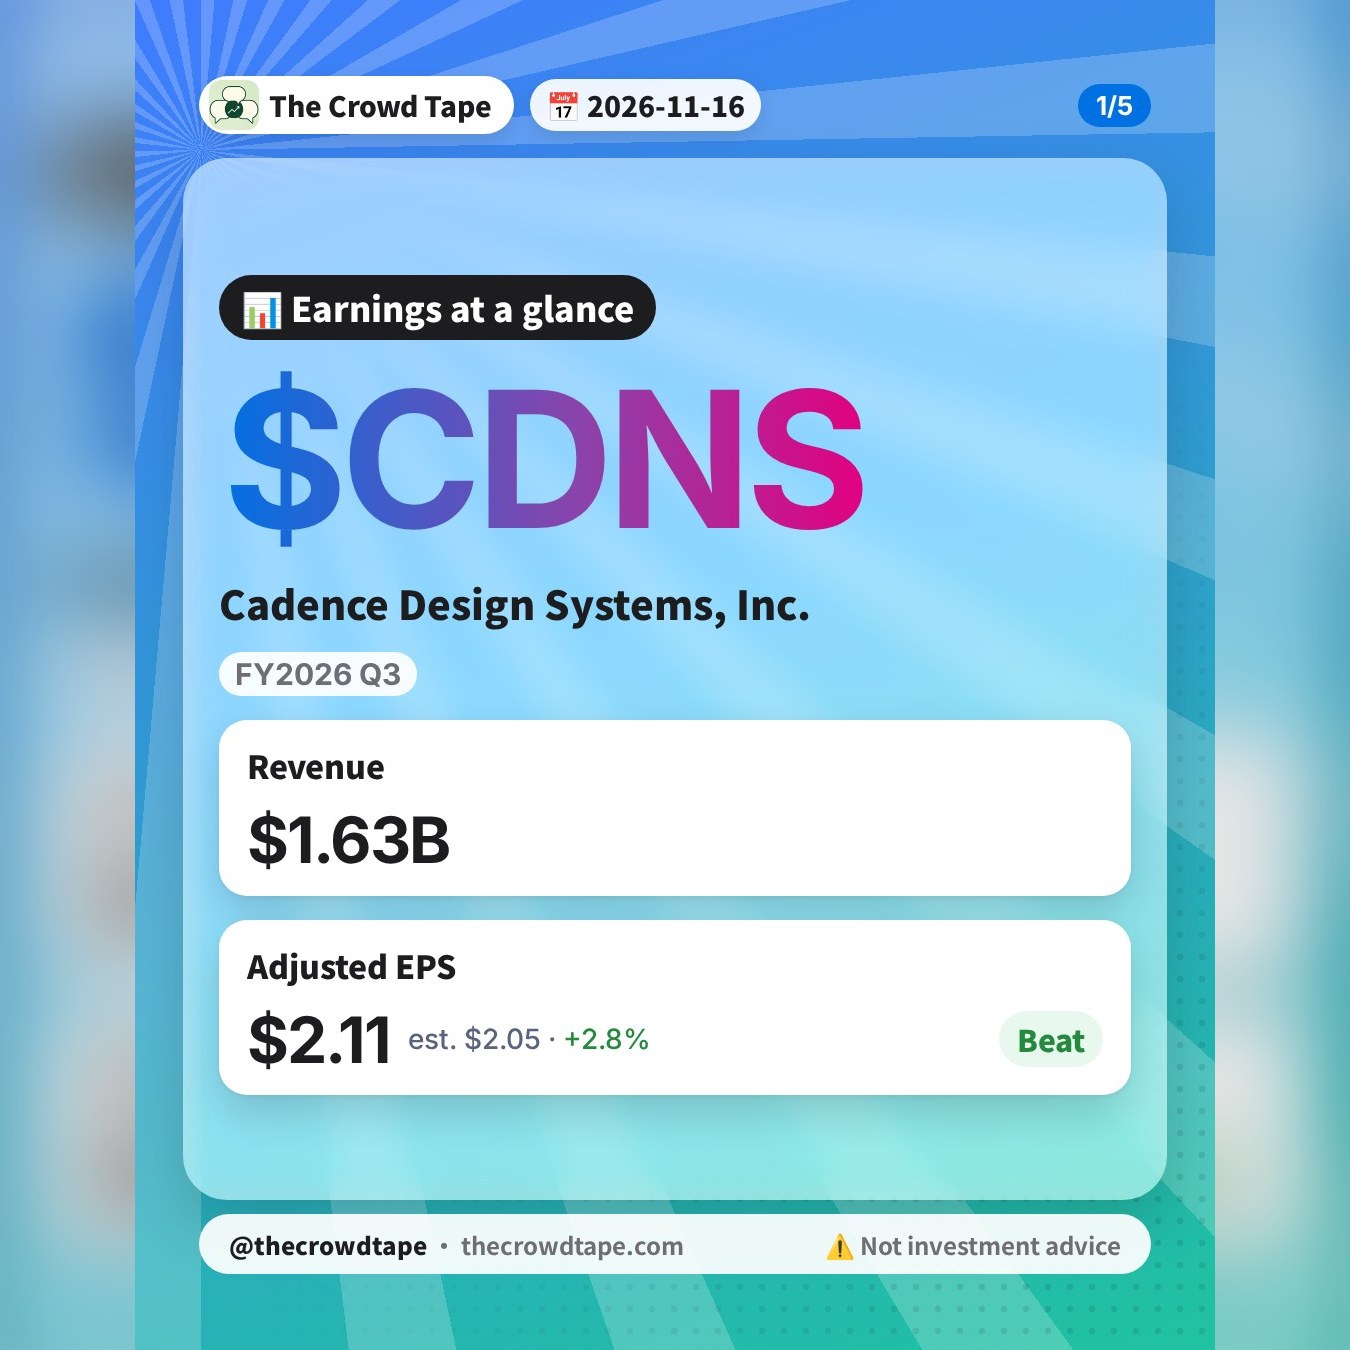 The Crowd Tape
2026-11-16
1/5
📊 Earnings at a glance
$CDNS
Cadence Design Systems, Inc.
FY2026 Q3
Revenue
$1.63B
Adjusted EPS
$2.11 est. $2.05 · +2.8%
Beat
@thecrowdtape • thecrowdtape.com
⚠️ Not investment advice